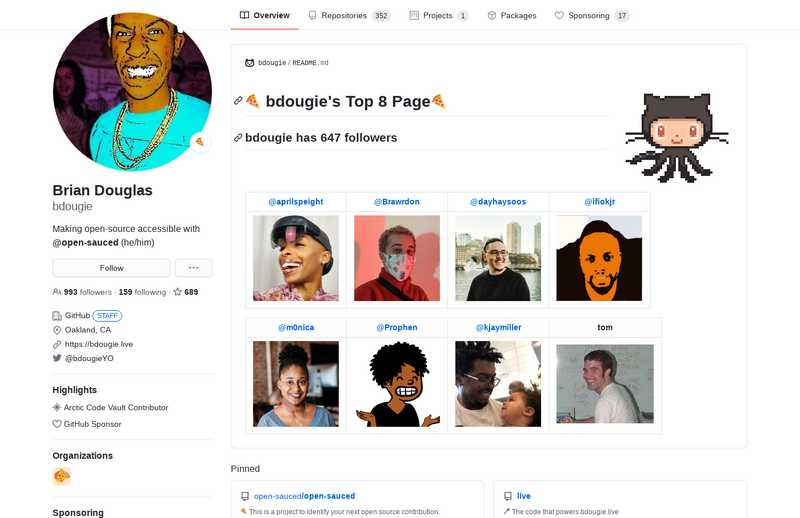 Overview
Repositories 352
Projects 1
Packages
Sponsoring 17
bdougie / README.md
bdougie's Top 8 Page
bdougie has 647 followers
@aprilspeight @Brawrdon @dayhaysoos @ifiokjr
@m0nica @Prophen @kjaymiller tom
Brian Douglas
bdougie
Making open-source accessible with
@open-sauced (he/him)
Follow
993 followers · 159 following · 689
GitHub STAFF
Oakland, CA
https://bdougie.live
@bdougieYO
Highlights
Arctic Code Vault Contributor
GitHub Sponsor
Organizations
Sponsoring
Pinned
open-sauced/open-sauced
This is a project to identify your next open source contribution.
live
The code that powers bdougie.live